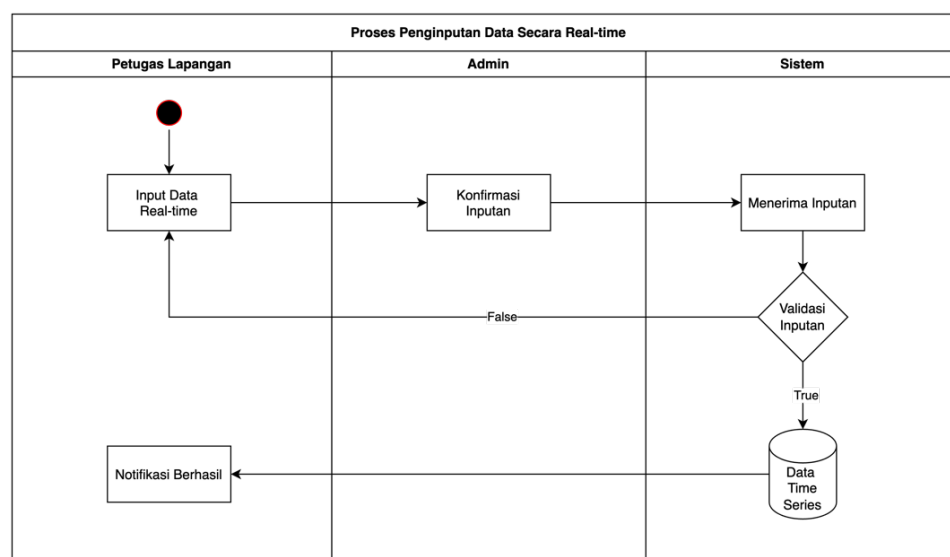 Proses Penginputan Data Secara Real-time
Petugas Lapangan
Admin
Sistem
Input Data
Real-time
Konfirmasi
Inputan
Menerima Inputan
Validasi
Inputan
False
True
Notifikasi Berhasil
Data
Time
Series